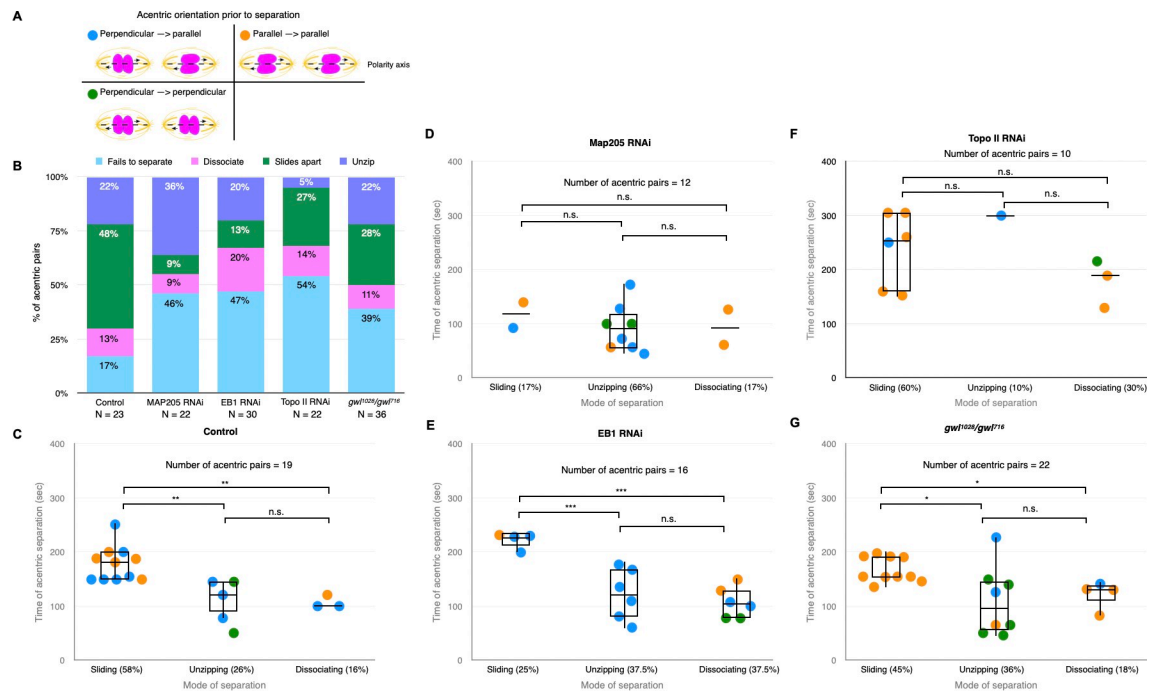 A
Acentric orientation prior to separation
Perpendicular —> parallel
Parallel —> parallel
Polarity axis
Perpendicular —> perpendicular
B
Fails to separate
Dissociate
Slides apart
Unzip
% of acentric pairs
100%
75%
50%
25%
0%
22%
48%
13%
17%
36%
9%
9%
46%
20%
13%
20%
47%
5%
27%
14%
54%
22%
28%
11%
39%
Control
N = 23
MAP205 RNAi
N = 22
EB1 RNAi
N = 30
Topo II RNAi
N = 22
gwl1028/gwl716
N = 36
C
Control
Number of acentric pairs = 19
Time of acentric separation (sec)
400
300
200
100
0
**
**
n.s.
Sliding (58%)
Unzipping (26%)
Dissociating (16%)
Mode of separation
D
Map205 RNAi
Number of acentric pairs = 12
Time of acentric separation (sec)
400
300
200
100
0
n.s.
n.s.
n.s.
Sliding (17%)
Unzipping (66%)
Dissociating (17%)
Mode of separation
E
EB1 RNAi
Number of acentric pairs = 16
Time of acentric separation (sec)
400
300
200
100
0
***
***
n.s.
Sliding (25%)
Unzipping (37.5%)
Dissociating (37.5%)
Mode of separation
F
Topo II RNAi
Number of acentric pairs = 10
Time of acentric separation (sec)
400
300
200
100
0
n.s.
n.s.
n.s.
Sliding (60%)
Unzipping (10%)
Dissociating (30%)
Mode of separation
G
gwl1028/gwl716
Number of acentric pairs = 22
Time of acentric separation (sec)
400
300
200
100
0
*
*
n.s.
Sliding (45%)
Unzipping (36%)
Dissociating (18%)
Mode of separation